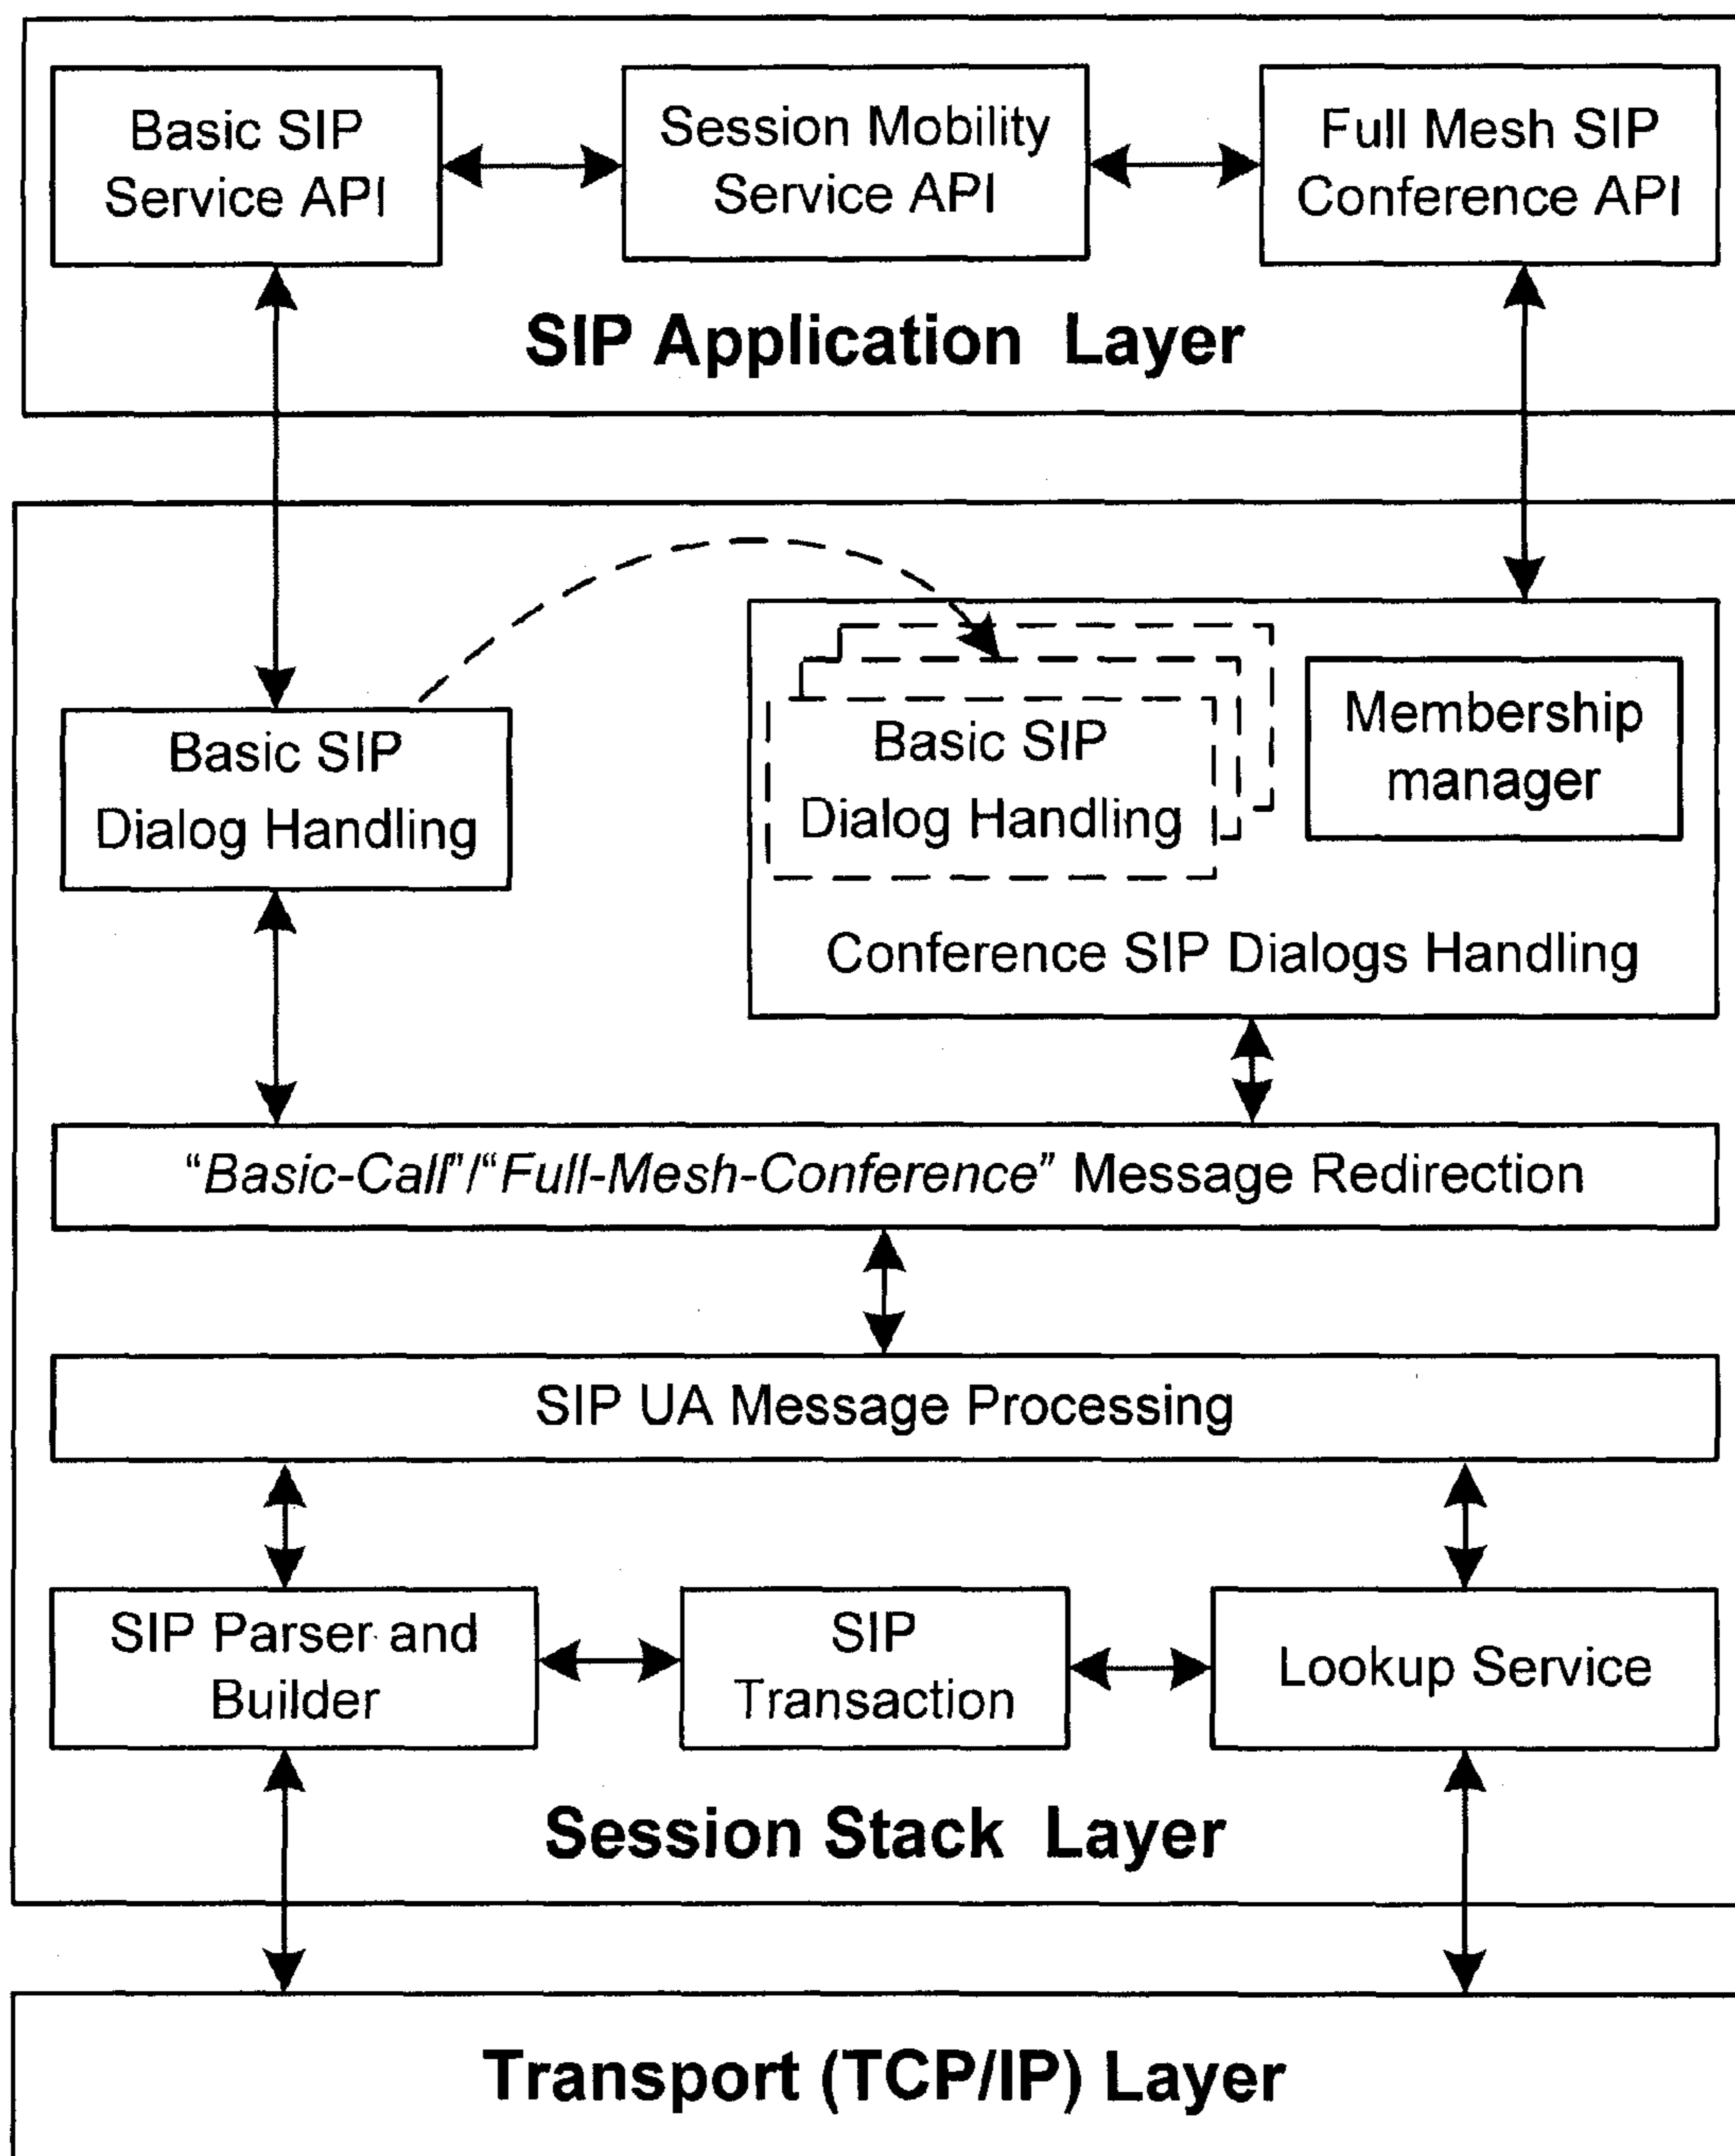 Basic SIP
Service API
Session Mobility
Service API
Full Mesh SIP
Conference API
SIP Application Layer
Basic SIP
Dialog Handling
Basic SIP
Dialog Handling
Membership
manager
Conference SIP Dialogs Handling
“Basic-Call”/“Full-Mesh-Conference” Message Redirection
SIP UA Message Processing
SIP Parser and
Builder
SIP
Transaction
Lookup Service
Session Stack Layer
Transport (TCP/IP) Layer